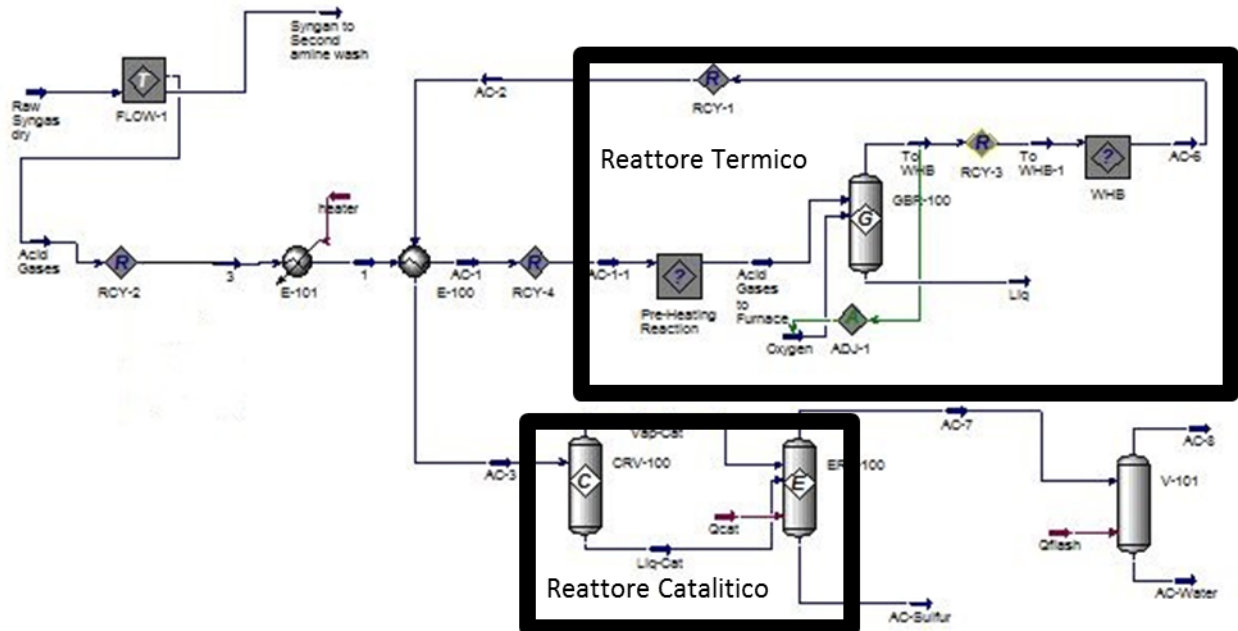 Syngan to
Second
amine wash
T
Raw
Syngas
dry
FLOW-1
AC-2
R
RCY-1
Reattore Termico
To
WHB
R
RCY-3
To
WHB-1
?
WHB
AC-6
GBR-100
G
heater
Acid
Gases
R
RCY-2
3
E-101
1
E-100
AC-1
R
RCY-4
AC-1-1
?
Pre-Heating
Reaction
Acid
Gases
to
Furnace
Oxygen
A
ADJ-1
Liq
Vap-Cat
AC-7
AC-8
AC-3
CRV-100
C
E
V-101
Qcat
Qflash
Liq-Cat
Reattore Catalitico
AC-Sulfur
AC-Water